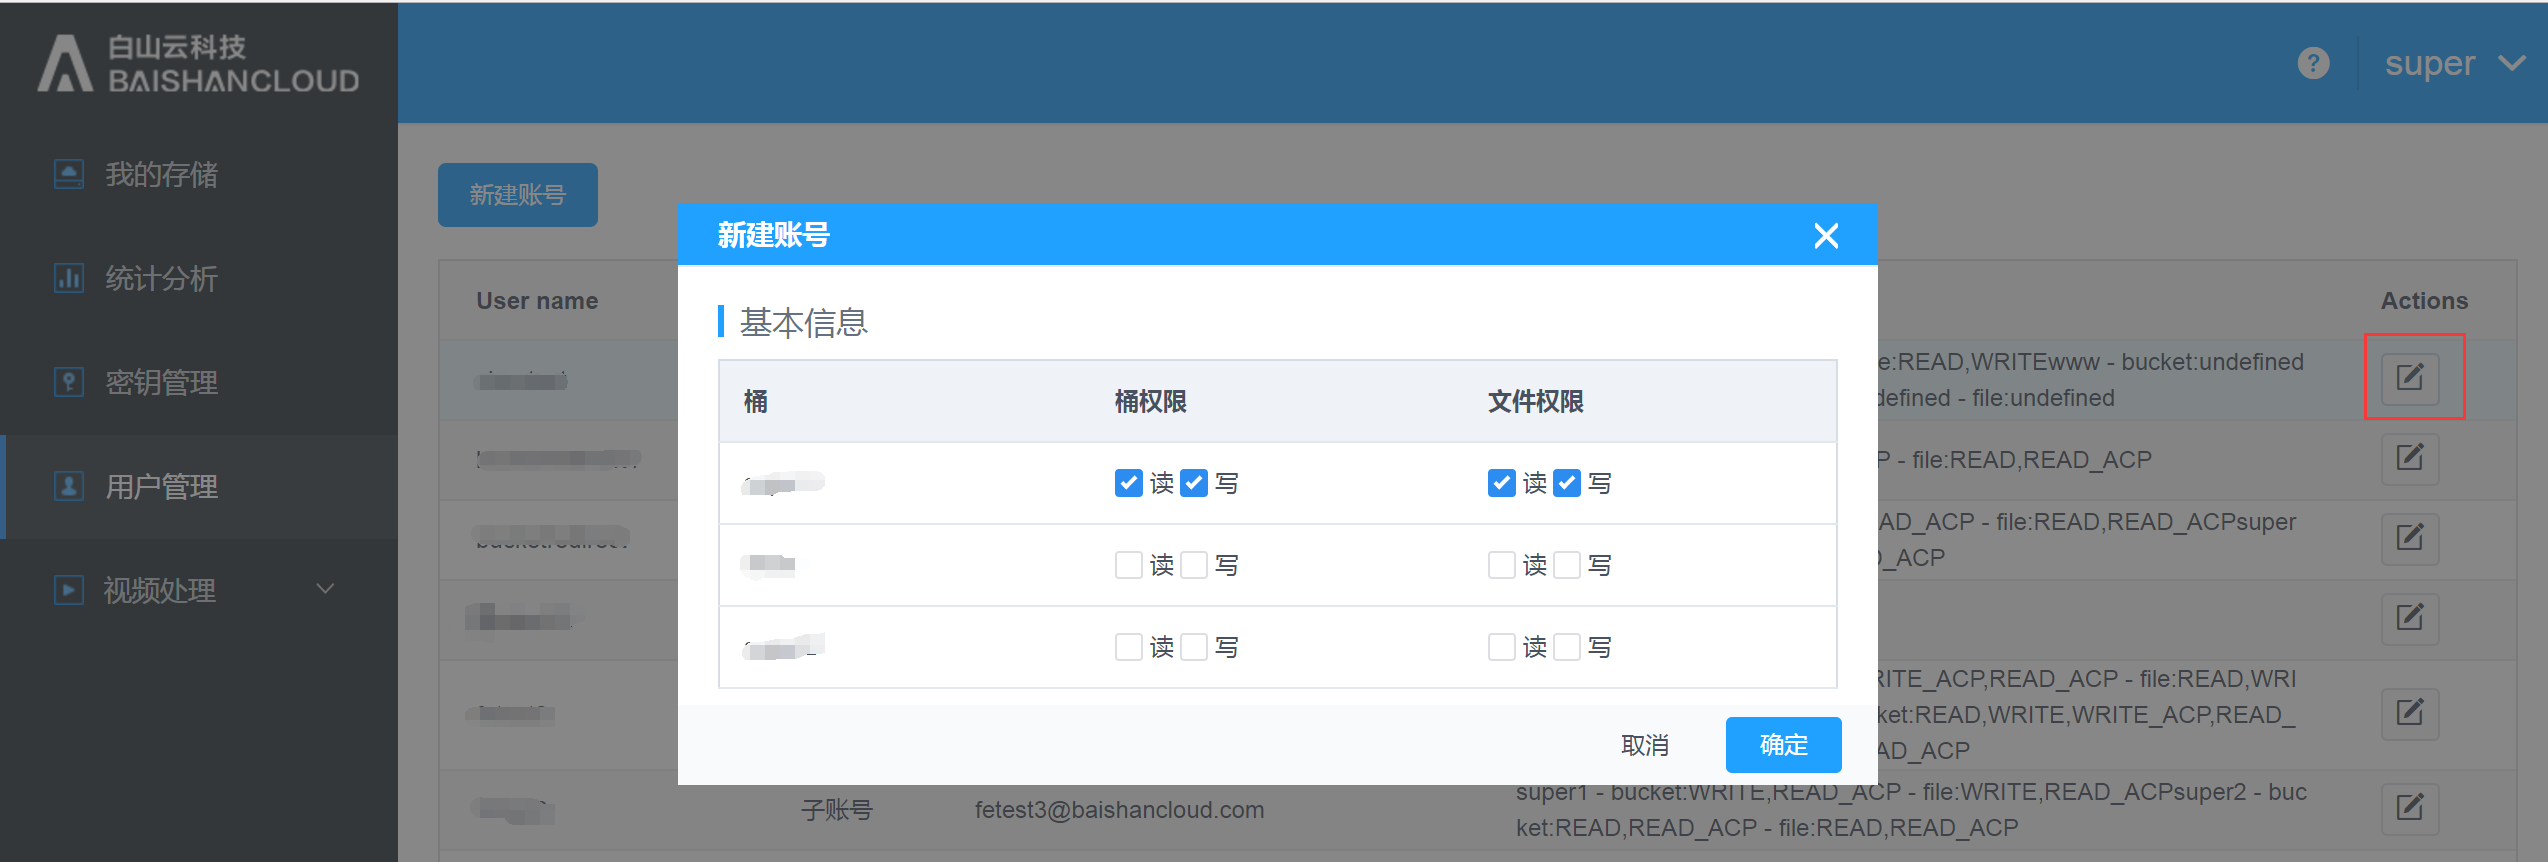 白山云科技
BAISHANCLOUD
?
super
我的存储
统计分析
密钥管理
用户管理
视频处理
新建账号
User name
Actions
新建账号
基本信息
桶
桶权限
文件权限
读 写 读 写
读 写 读 写
读 写 读 写
取消
确定
e:READ,WRITEwww - bucket:undefined
defined - file:undefined
P - file:READ,READ_ACP
AD_ACP - file:READ,READ_ACPsuper
_ACP
RITE_ACP,READ_ACP - file:READ,WRI
ket:READ,WRITE,WRITE_ACP,READ_
AD_ACP
子账号
fetest3@baishancloud.com
super1 - bucket:WRITE,READ_ACP - file:WRITE,READ_ACPsuper2 - buc
ket:READ,READ_ACP - file:READ,READ_ACP